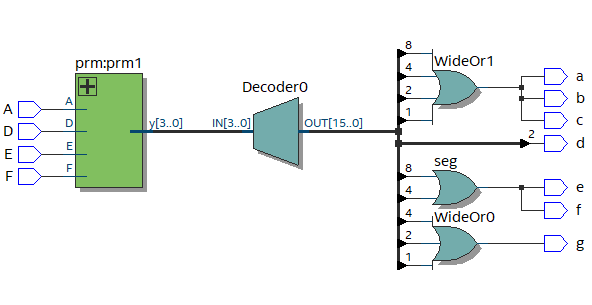 prm:prm1
A
D
E
F
A
D
E
F
y[3..0]
Decoder0
IN[3..0]
OUT[15..0]
8
4
2
1
WideOr1
a
b
c
2
d
8
4
seg
e
f
4
2
1
WideOr0
g